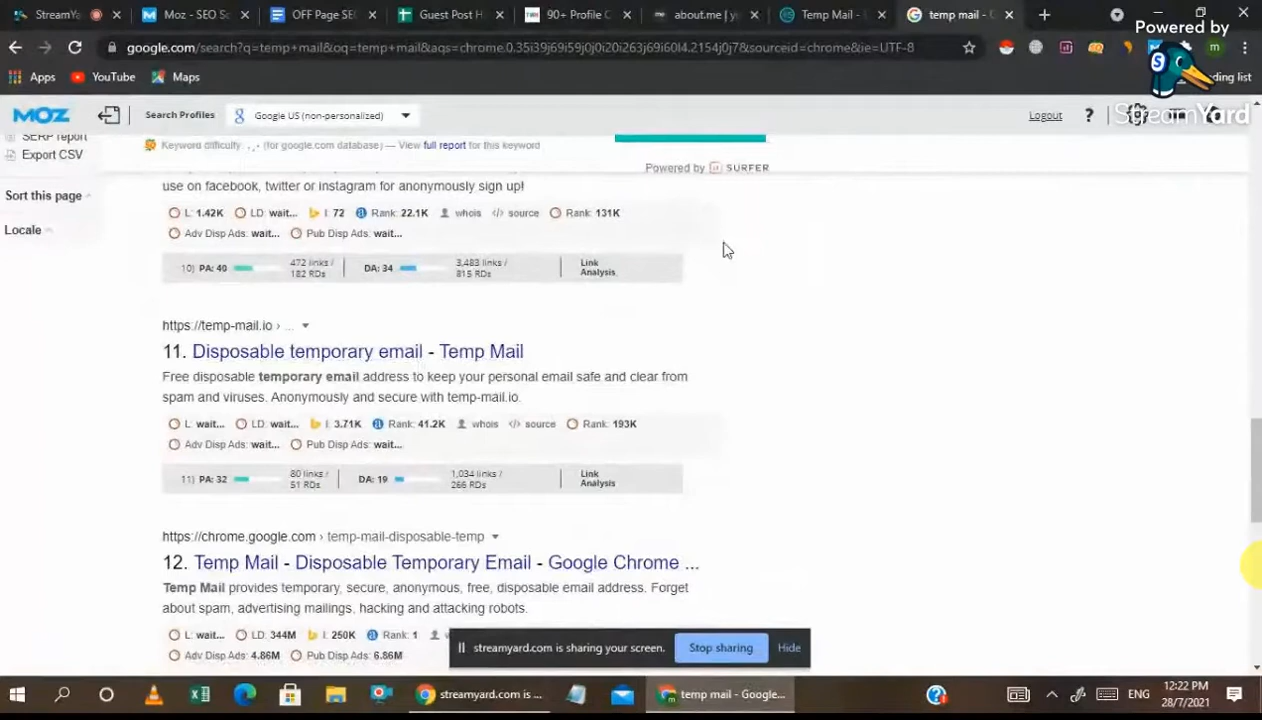 StreamYa
Moz - SEO So
OFF Page SE
Guest Post H
90+ Profile C
about.me | yo
Temp Mail -
temp mail - G
Powered by
google.com/search?q=temp+mail&oq=temp+mail&aqs=chrome.0.35i39j69i59j0j0i20i263j69i60l4.2154j0j7&sourceid=chrome&ie=UTF-8
m
Apps
YouTube
Maps
ding list
StreamYard
MOZ
Search Profiles
Google US (non-personalized)
Logout
?
SERP report
Export CSV
Sort this page
Locale
Keyword difficulty (for google.com database) — View full report for this keyword
Powered by SURFER
use on facebook, twitter or instagram for anonymously sign up!
L: 1.42K LD: wait... I: 72 Rank: 22.1K whois </> source Rank: 131K
Adv Disp Ads: wait... Pub Disp Ads: wait...
10) PA: 40 472 links / 182 RDs DA: 34 3,483 links / 815 RDs Link Analysis
https://temp-mail.io › ...
11. Disposable temporary email - Temp Mail
Free disposable temporary email address to keep your personal email safe and clear from
spam and viruses. Anonymously and secure with temp-mail.io.
L: wait... LD: wait... I: 3.71K Rank: 41.2K whois </> source Rank: 193K
Adv Disp Ads: wait... Pub Disp Ads: wait...
11) PA: 32 80 links / 51 RDs DA: 19 1,034 links / 266 RDs Link Analysis
https://chrome.google.com › temp-mail-disposable-temp
12. Temp Mail - Disposable Temporary Email - Google Chrome ...
Temp Mail provides temporary, secure, anonymous, free, disposable email address. Forget
about spam, advertising mailings, hacking and attacking robots.
L: wait... LD: 344M I: 250K Rank: 1
Adv Disp Ads: 4.86M Pub Disp Ads: 6.86M
streamyard.com is sharing your screen.
Stop sharing
Hide
streamyard.com is ...
temp mail - Google...
ENG
12:22 PM
28/7/2021